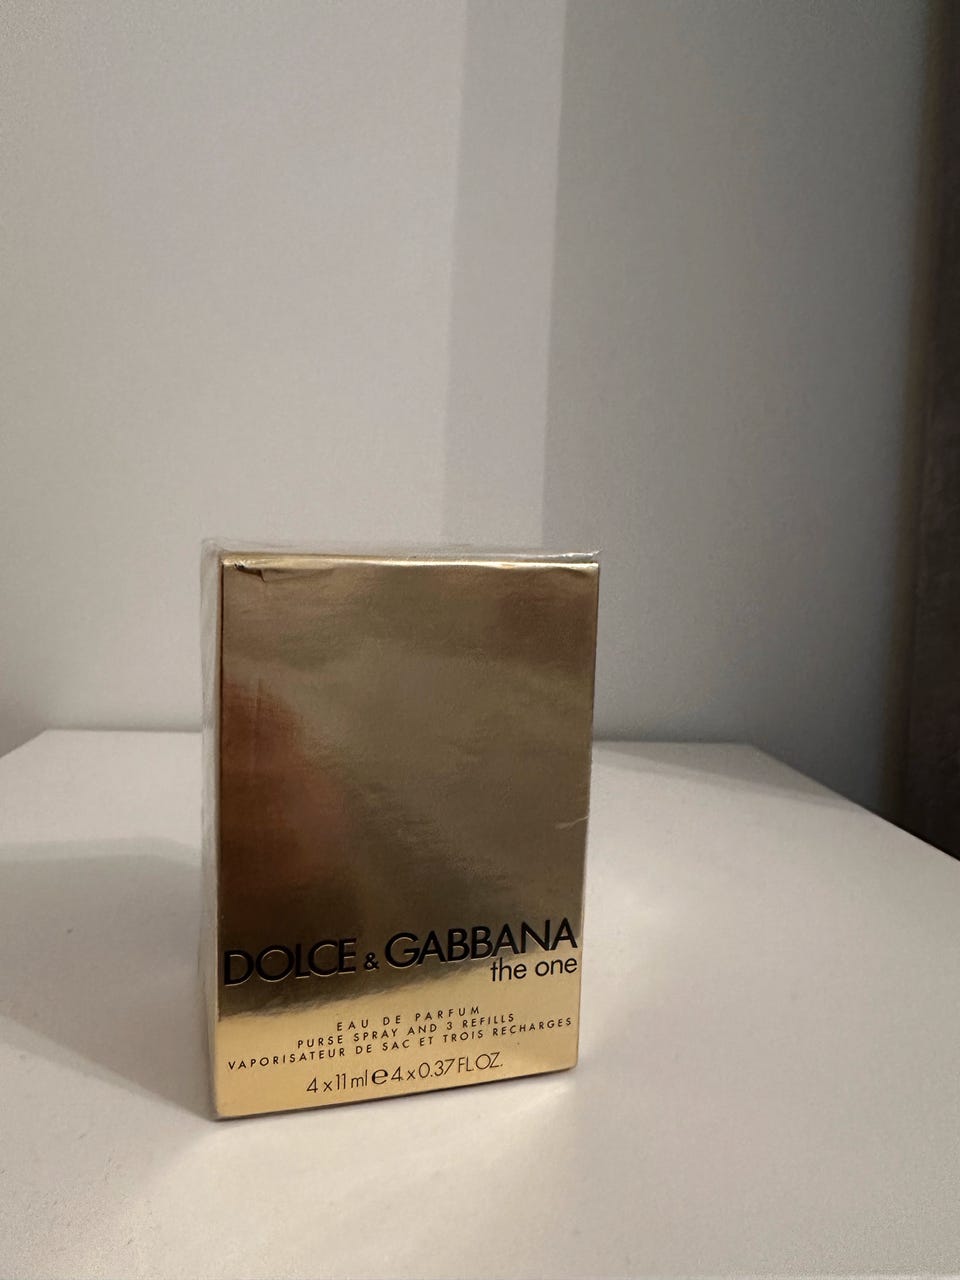 DOLCE & GABBANA
the one
EAU DE PARFUM
PURSE SPRAY AND 3 REFILLS
VAPORISATEUR DE SAC ET TROIS RECHARGES
4 x 11 ml ℮ 4 x 0.37 FL.OZ.